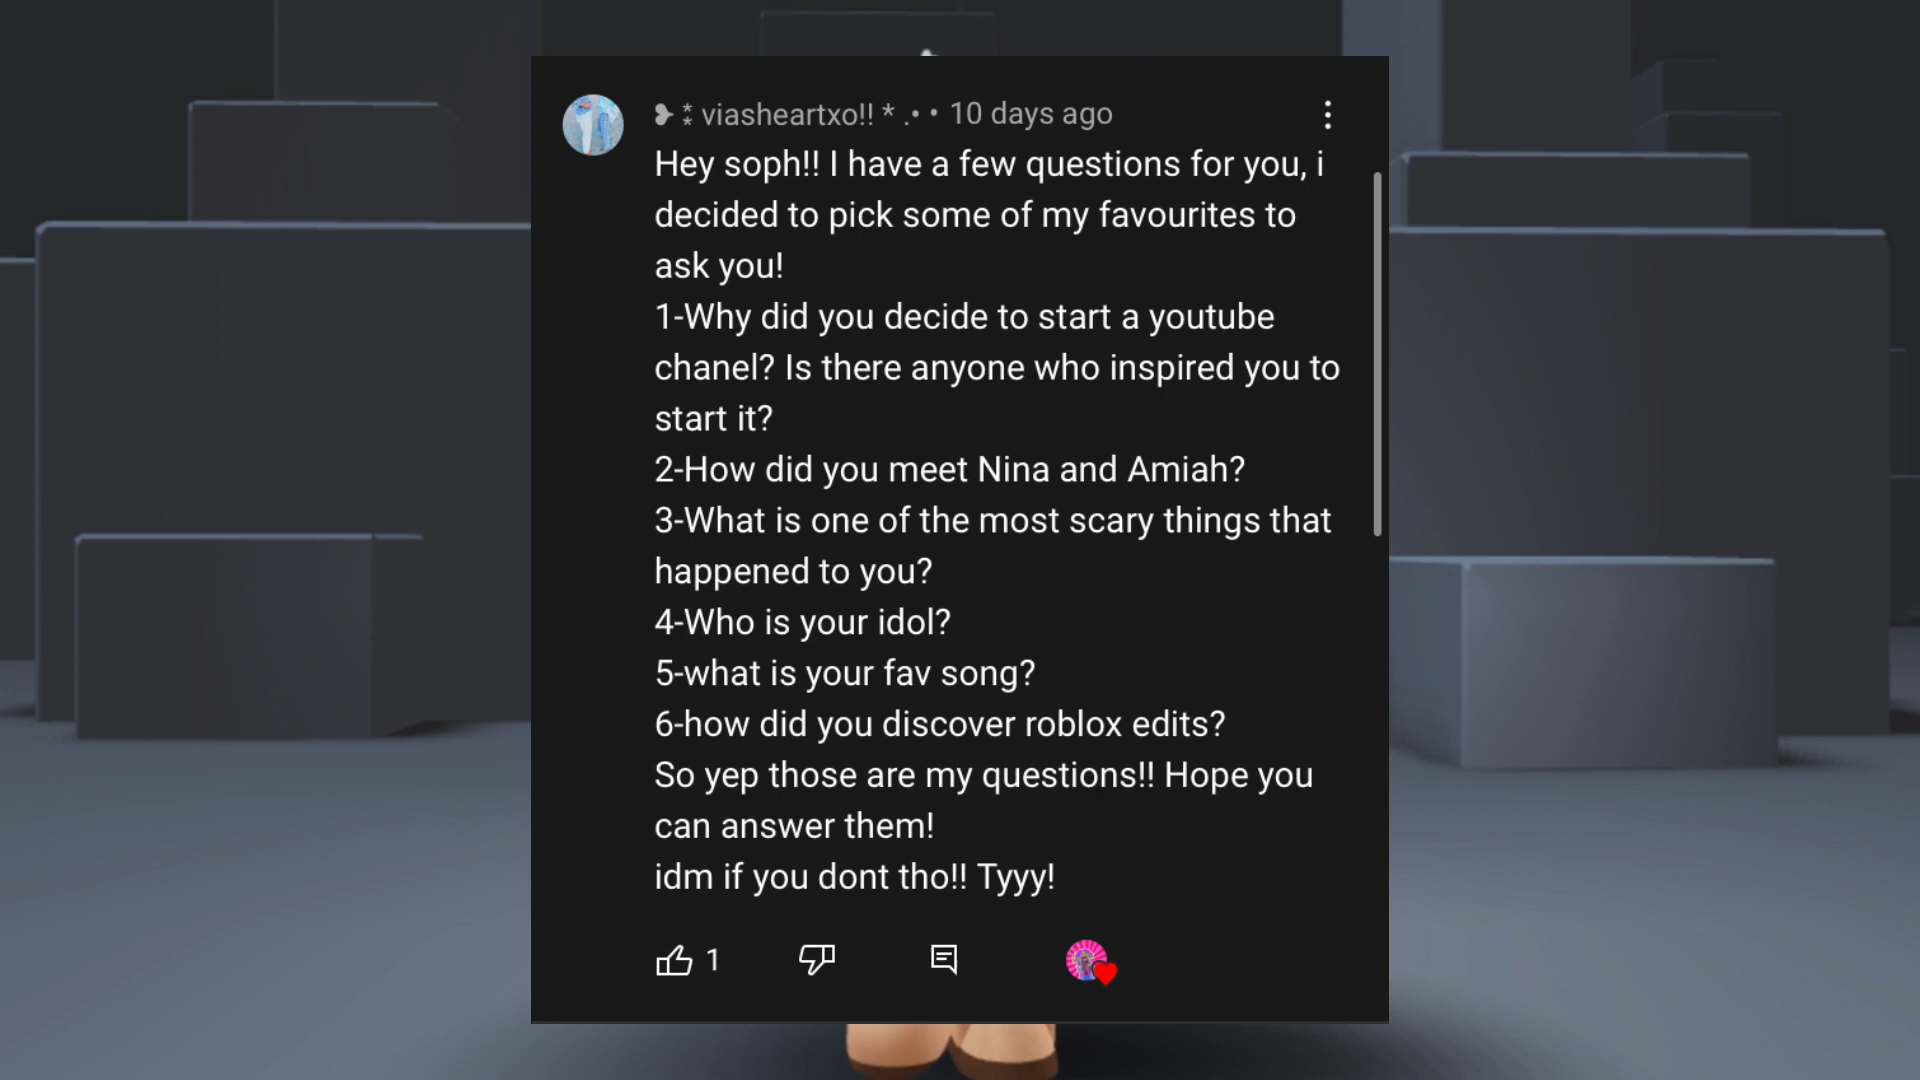 ❥⁑ viasheartxo!! * .• • 10 days ago
Hey soph!! I have a few questions for you, i
decided to pick some of my favourites to
ask you!
1-Why did you decide to start a youtube
chanel? Is there anyone who inspired you to
start it?
2-How did you meet Nina and Amiah?
3-What is one of the most scary things that
happened to you?
4-Who is your idol?
5-what is your fav song?
6-how did you discover roblox edits?
So yep those are my questions!! Hope you
can answer them!
idm if you dont tho!! Tyyy!
1